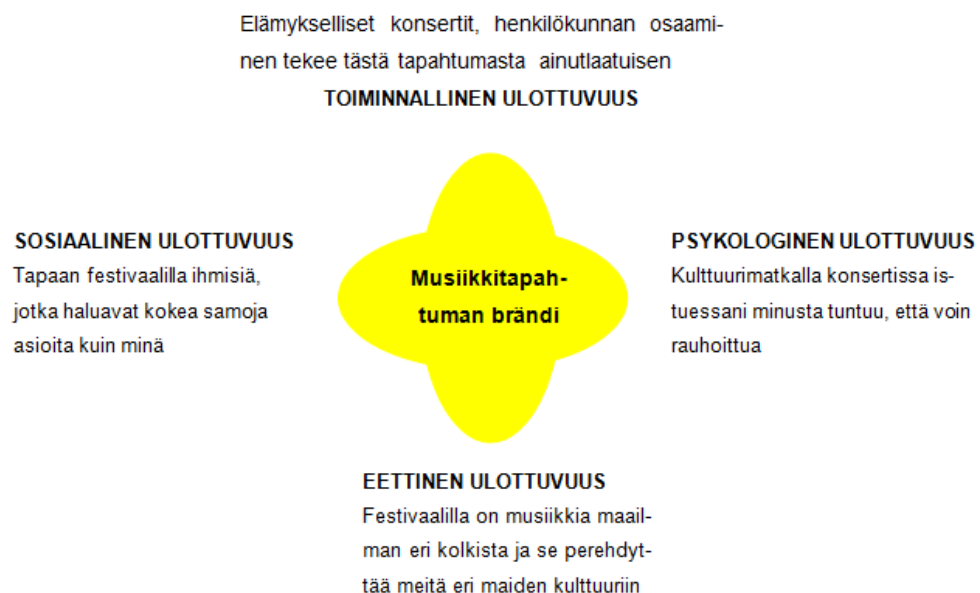 Elämykselliset konsertit, henkilökunnan osaami-
nen tekee tästä tapahtumasta ainutlaatuisen
TOIMINNALLINEN ULOTTUVUUS
SOSIAALINEN ULOTTUVUUS
Tapaan festivaalilla ihmisiä,
jotka haluavat kokea samoja
asioita kuin minä
Musiikkitapah-
tuman brändi
PSYKOLOGINEN ULOTTUVUUS
Kulttuurimatkalla konsertissa is-
tuessani minusta tuntuu, että voin
rauhoittua
EETTINEN ULOTTUVUUS
Festivaalilla on musiikkia maail-
man eri kolkista ja se perehdyt-
tää meitä eri maiden kulttuuriin